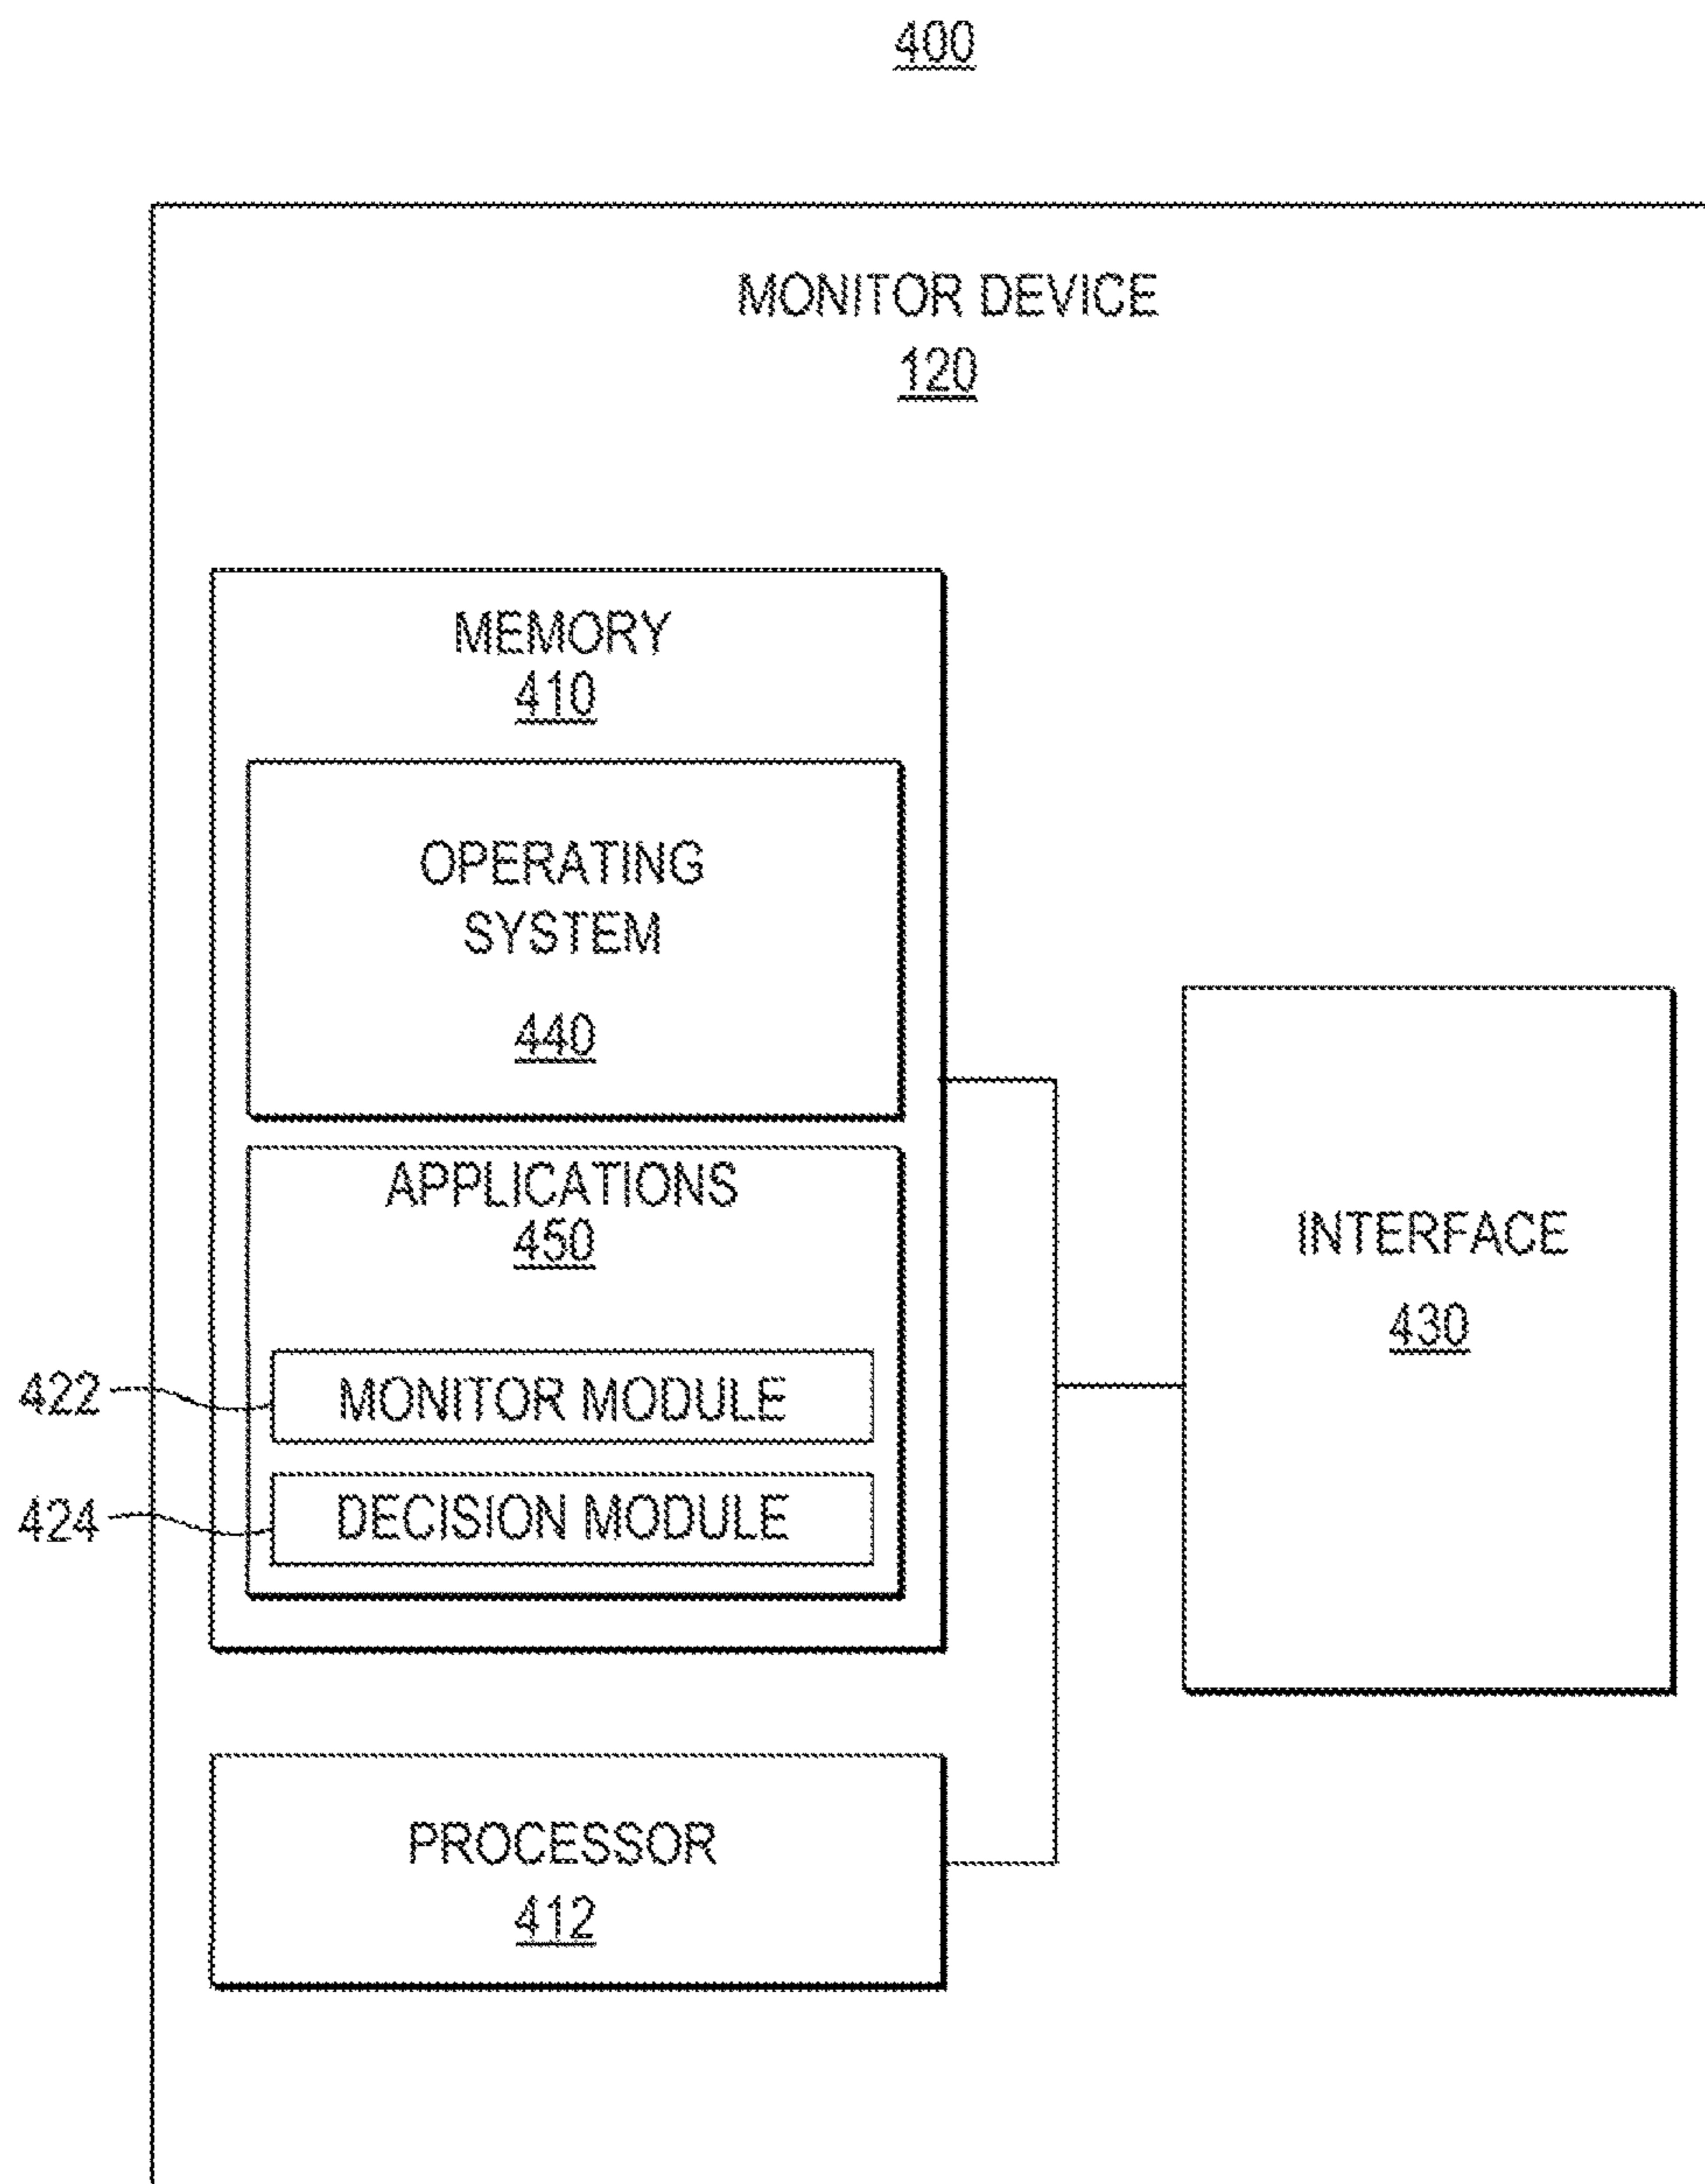 400
MONITOR DEVICE
120
MEMORY
410
OPERATING
SYSTEM
440
APPLICATIONS
450
422
MONITOR MODULE
424
DECISION MODULE
INTERFACE
430
PROCESSOR
412